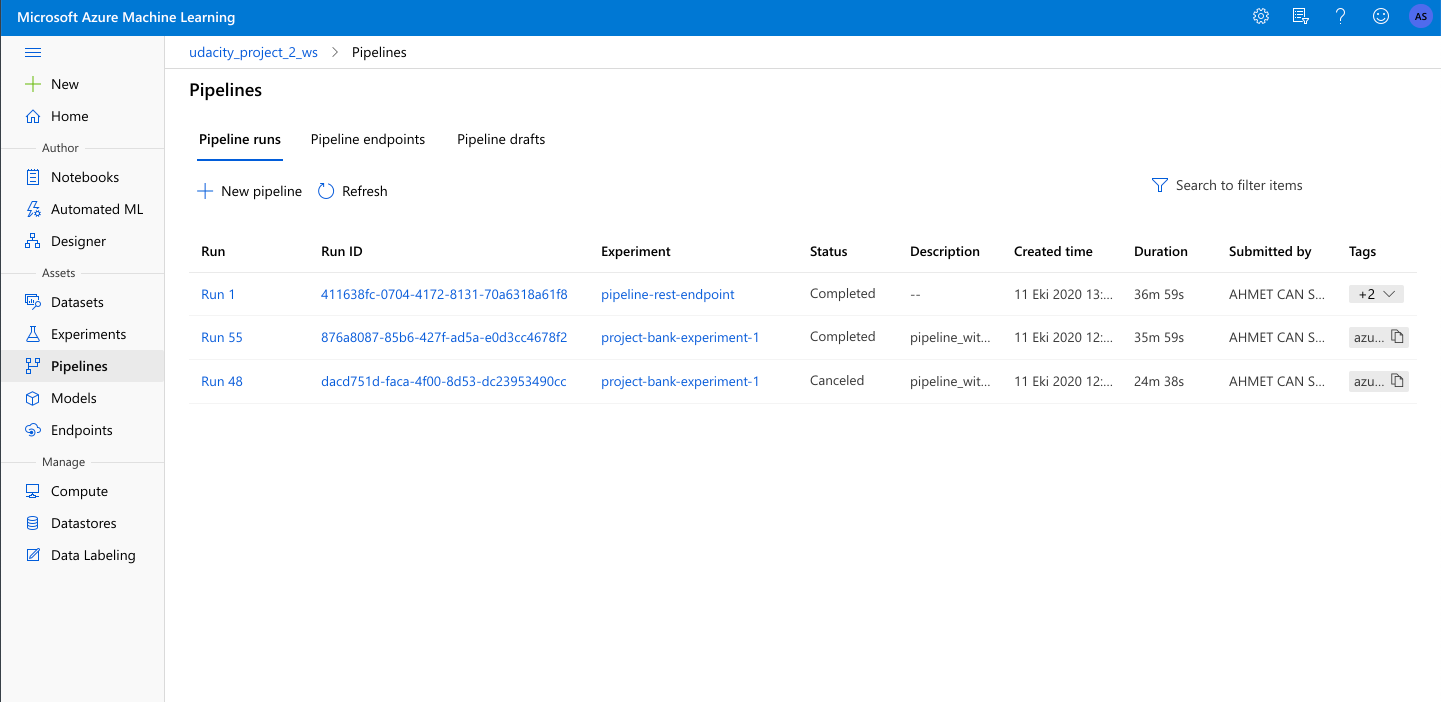 Microsoft Azure Machine Learning
AS
udacity_project_2_ws > Pipelines
New
Home
Author
Notebooks
Automated ML
Designer
Assets
Datasets
Experiments
Pipelines
Models
Endpoints
Manage
Compute
Datastores
Data Labeling
Pipelines
Pipeline runs Pipeline endpoints Pipeline drafts
New pipeline Refresh Search to filter items
Run Run ID Experiment Status Description Created time Duration Submitted by Tags
Run 1 411638fc-0704-4172-8131-70a6318a61f8 pipeline-rest-endpoint Completed -- 11 Eki 2020 13:... 36m 59s AHMET CAN S... +2
Run 55 876a8087-85b6-427f-ad5a-e0d3cc4678f2 project-bank-experiment-1 Completed pipeline_wit... 11 Eki 2020 12:... 35m 59s AHMET CAN S... azu...
Run 48 dacd751d-faca-4f00-8d53-dc23953490cc project-bank-experiment-1 Canceled pipeline_wit... 11 Eki 2020 12:... 24m 38s AHMET CAN S... azu...